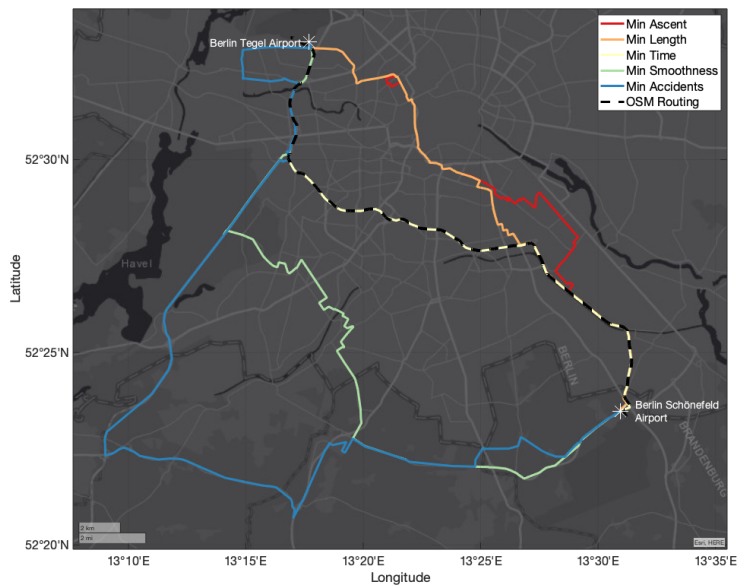 Berlin Tegel Airport
Min Ascent
Min Length
Min Time
Min Smoothness
Min Accidents
OSM Routing
52°30'N
Latitude
Havel
52°25'N
BERLIN
BRANDENBURG
Berlin Schönefeld
Airport
2 km
2 mi
Esri, HERE
52°20'N
13°10'E
13°15'E
13°20'E
13°25'E
13°30'E
13°35'E
Longitude